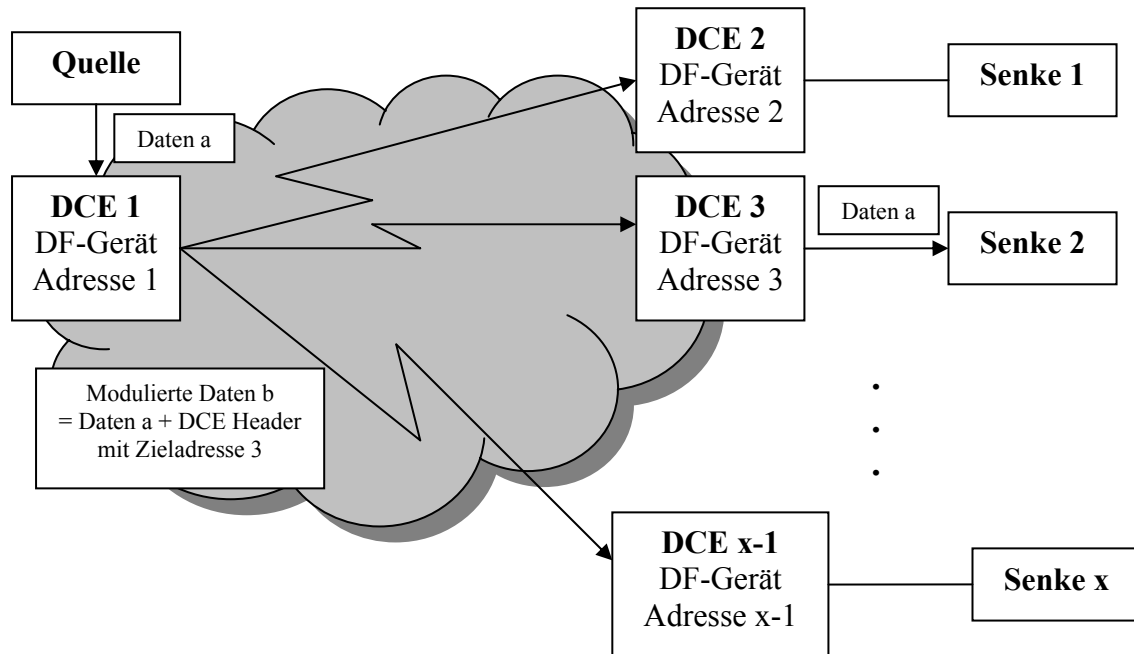 Quelle
Daten a
DCE 1
DF-Gerät
Adresse 1
Modulierte Daten b
= Daten a + DCE Header
mit Zieladresse 3
DCE 2
DF-Gerät
Adresse 2
Senke 1
DCE 3
DF-Gerät
Adresse 3
Daten a
Senke 2
DCE x-1
DF-Gerät
Adresse x-1
Senke x